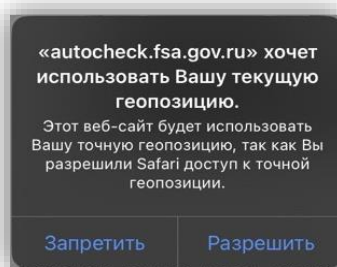 «autocheck.fsa.gov.ru» хочет
использовать Вашу текущую
геопозицию.
Этот веб-сайт будет использовать
Вашу точную геопозицию, так как Вы
разрешили Safari доступ к точной
геопозиции.
Запретить Разрешить